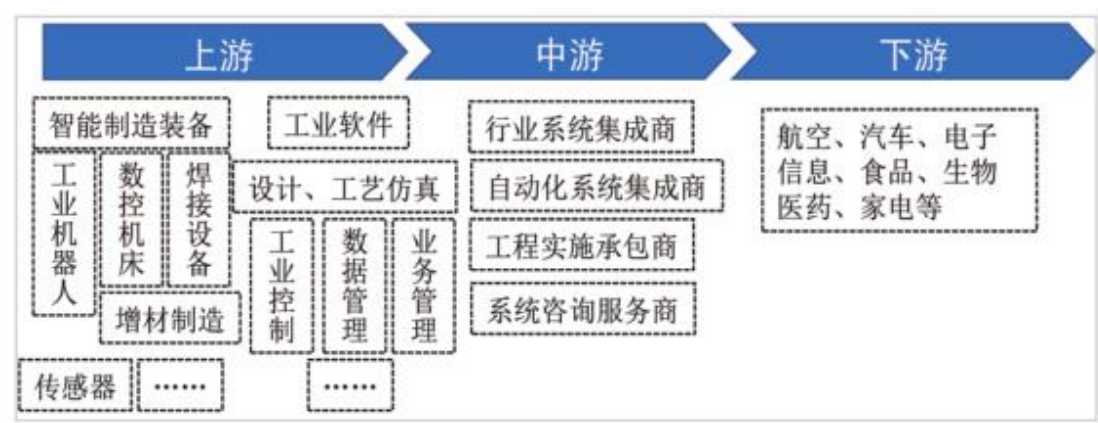 上游
中游
下游
智能制造装备
工业机器人
数控机床
焊接设备
增材制造
传感器
……
工业软件
设计、工艺仿真
工业控制
数据管理
业务管理
……
行业系统集成商
自动化系统集成商
工程实施承包商
系统咨询服务商
航空、汽车、电子
信息、食品、生物
医药、家电等